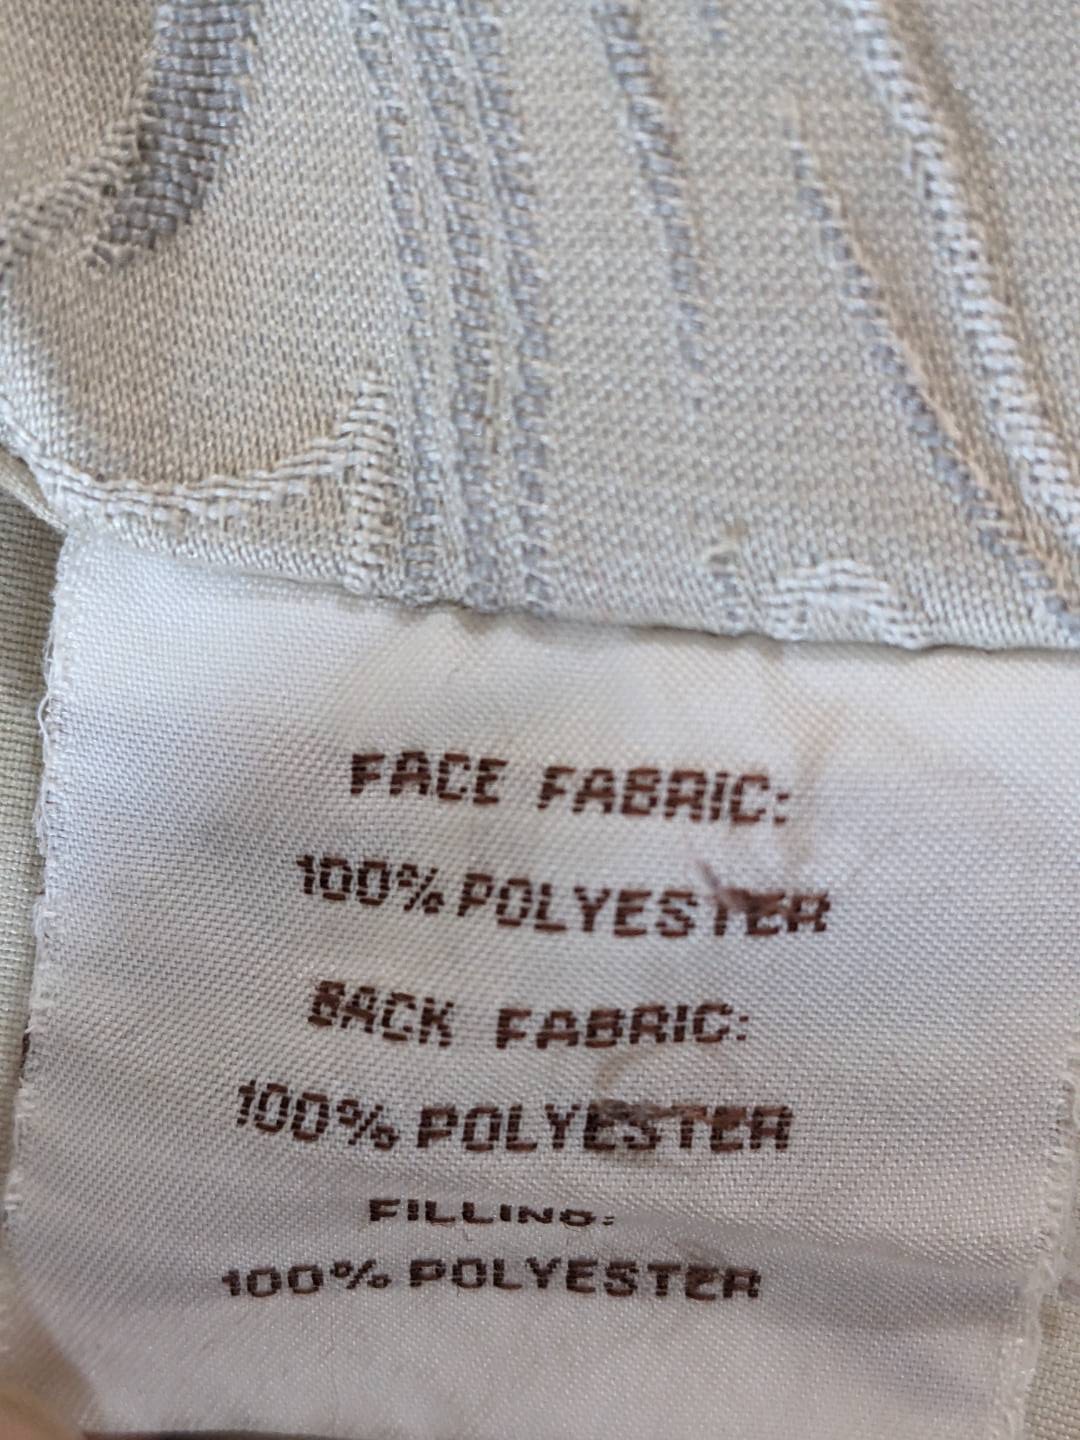 FACE FABRIC:
100% POLYESTER
BACK FABRIC:
100% POLYESTER
FILLING:
100% POLYESTER